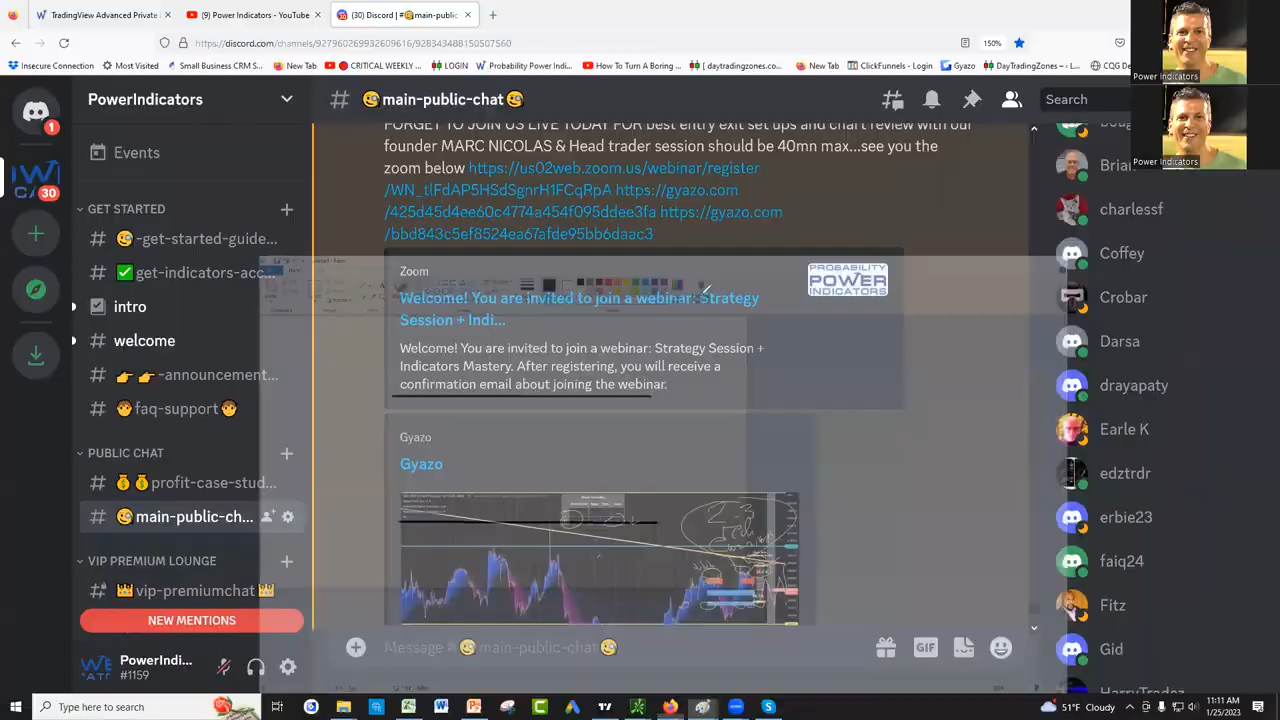 TradingView Advanced Private
(9) Power Indicators - YouTube
(30) Discord | #main-public-
https://discord.com/channels/927960269932609616/928343488150507560
150%
Insecure Connection
Most Visited
Small Business CRM S...
New Tab
CRITICAL WEEKLY ...
LOGIN
Probability Power Indi...
How To Turn A Boring ...
[ daytradingzones.co...
New Tab
ClickFunnels - Login
Gyazo
DayTradingZones – L...
CQG De
Power Indicators
Power Indicators
PowerIndicators
# main-public-chat
Search
1
30
Events
GET STARTED
# -get-started-guide...
# get-indicators-acc...
intro
# welcome
# -announcement...
# faq-support
PUBLIC CHAT
# profit-case-stud...
# main-public-ch...
VIP PREMIUM LOUNGE
# vip-premiumchat
NEW MENTIONS
PowerIndi...
#1159
FORGET TO JOIN US LIVE TODAY FOR best entry exit set ups and chart review with our
founder MARC NICOLAS & Head trader session should be 40mn max...see you the
zoom below https://us02web.zoom.us/webinar/register
/WN_tlFdAP5HSdSgnrH1FCqRpA https://gyazo.com
/425d45d4ee60c4774a454f095ddee3fa https://gyazo.com
/bbd843c5ef8524ea67afde95bb6daac3
Zoom
PROBABILITY
POWER
INDICATORS
Welcome! You are invited to join a webinar: Strategy
Session + Indi...
Welcome! You are invited to join a webinar: Strategy Session +
Indicators Mastery. After registering, you will receive a
confirmation email about joining the webinar.
Gyazo
Gyazo
Message #main-public-chat
GIF
Brian
charlessf
Coffey
Crobar
Darsa
drayapaty
Earle K
edztrdr
erbie23
faiq24
Fitz
Gid
HarryTradez
Type here to search
51°F Cloudy
11:11 AM
1/25/2023